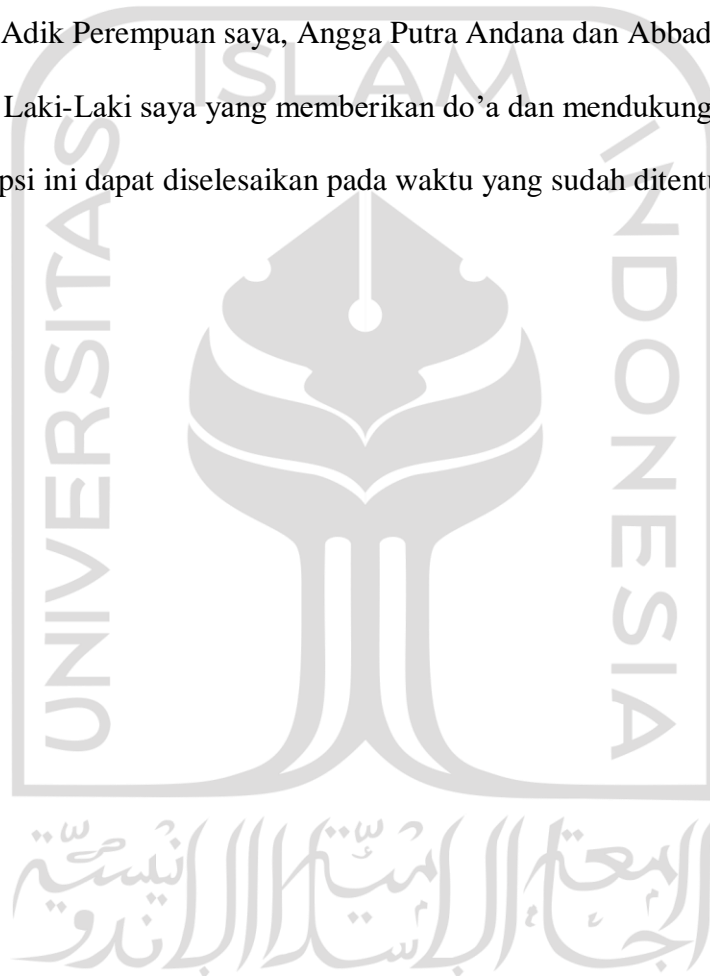 Adik Perempuan saya, Angga Putra Andana dan Abbad
Laki-Laki saya yang memberikan do’a dan mendukung
psi ini dapat diselesaikan pada waktu yang sudah ditentu
UNIVERSITAS
ISLAM
INDONESIA